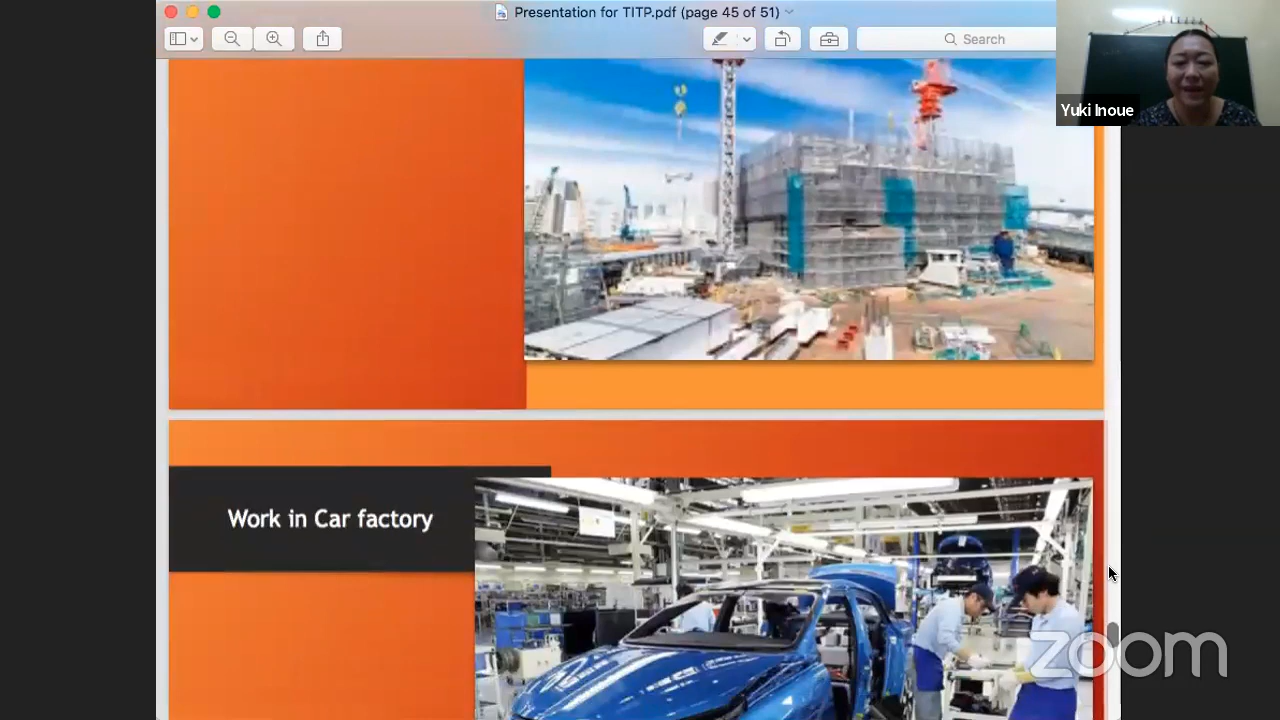 Presentation for TITP.pdf (page 45 of 51)
Search
Yuki Inoue
Work in Car factory
zoom